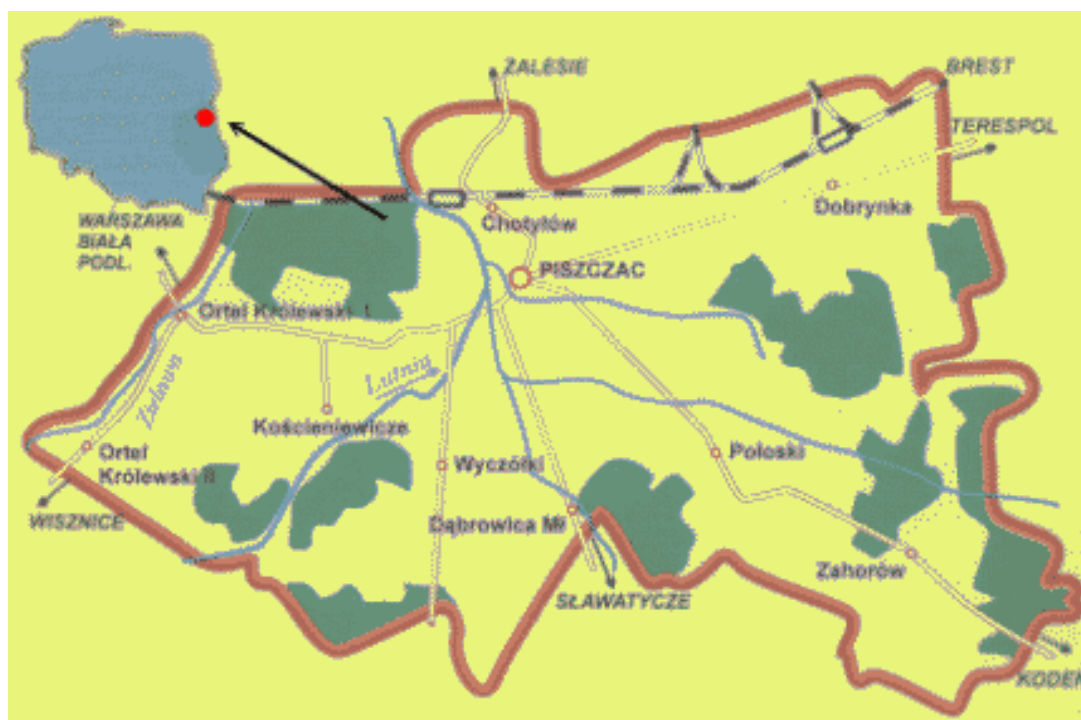 ZALESIE
BREST
TERESPOL
WARSZAWA
BIAŁA
PODL.
Chotyłów
Dobrynka
PISZCZAC
Ortel Królewski I
Zielawa
Lutnia
Kościeniewicze
Ortel
Królewski II
Wyczółki
Połoski
WISZNICE
Dąbrowica Mł
Zahorów
SŁAWATYCZE
KODEŃ